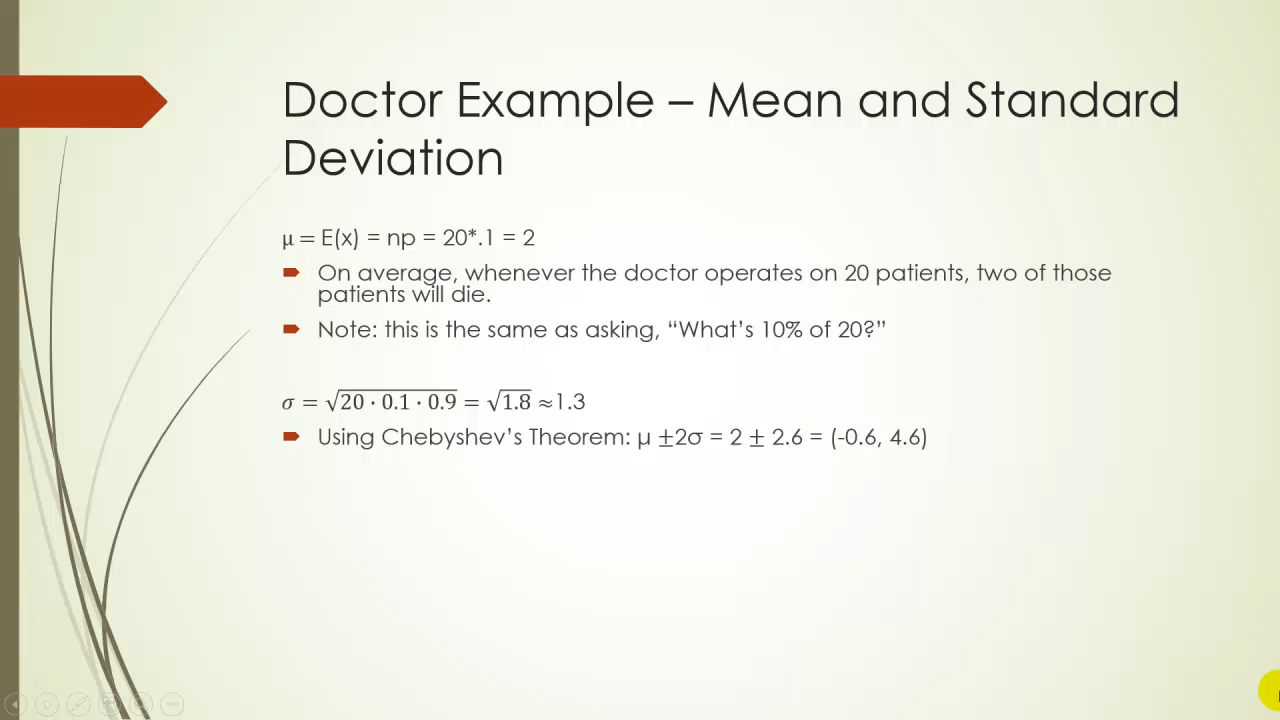 Doctor Example – Mean and Standard
Deviation
μ = E(x) = np = 20*.1 = 2
On average, whenever the doctor operates on 20 patients, two of those
patients will die.
Note: this is the same as asking, “What’s 10% of 20?”
σ = √20 · 0.1 · 0.9 = √1.8 ≈1.3
Using Chebyshev’s Theorem: μ ±2σ = 2 ± 2.6 = (-0.6, 4.6)